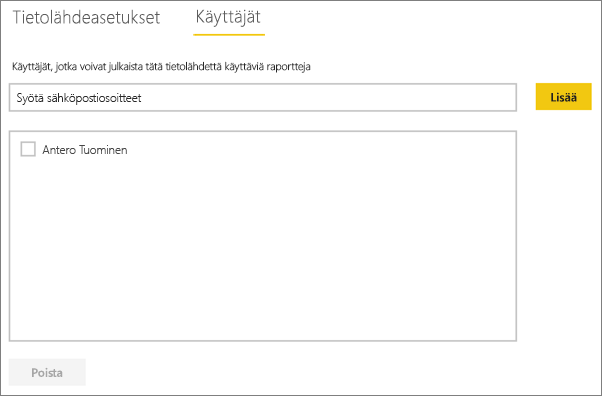 Tietolähdeasetukset Käyttäjät
Käyttäjät, jotka voivat julkaista tätä tietolähdettä käyttäviä raportteja
Syötä sähköpostiosoitteet
Lisää
Antero Tuominen
Poista